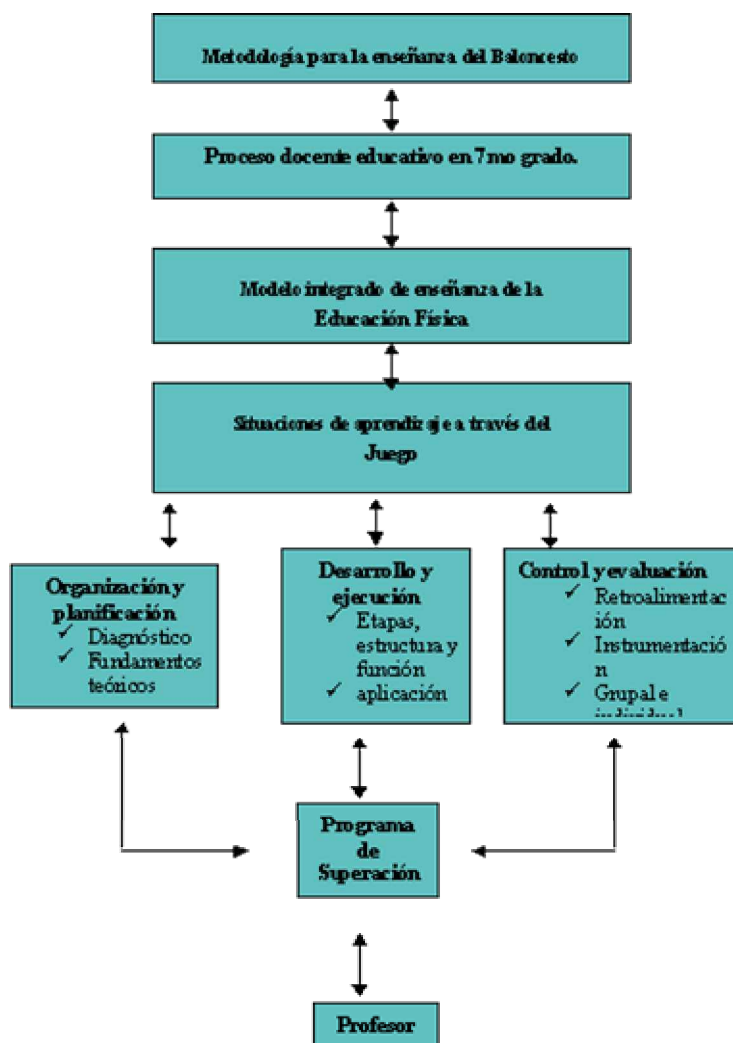 Metodología para la enseñanza del Baloncesto
Proceso docente educativo en 7mo grado.
Modelo integrado de enseñanza de la
Educación Física
Situaciones de aprendizaje a través del
Juego
Organización y
planificación
✓ Diagnóstico
✓ Fundamentos
teóricos
Desarrollo y
ejecución
✓ Etapas,
estructura y
función
✓ aplicación
Control y evaluación
✓ Retroalimentac
ión
✓ Instrumentació
n
✓ Grupal e
Programa
de
Superación
Profesor